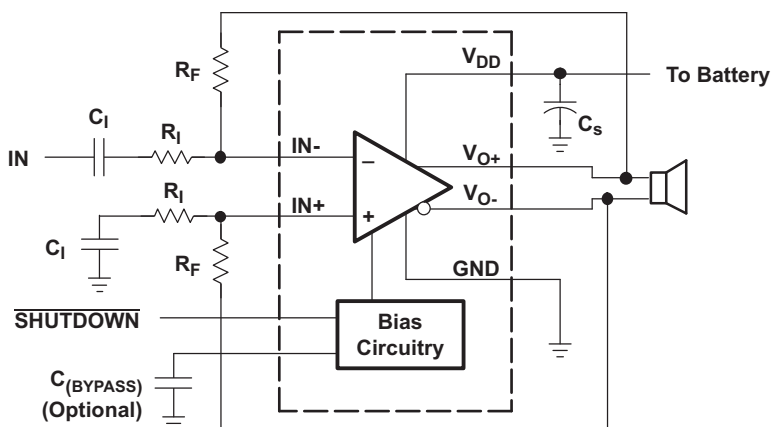 RF
VDD
To Battery
CI
Cs
RI
IN
IN-
−
VO+
RI
IN+
+
VO-
CI
RF
GND
SHUTDOWN
Bias
Circuitry
C(BYPASS)
(Optional)